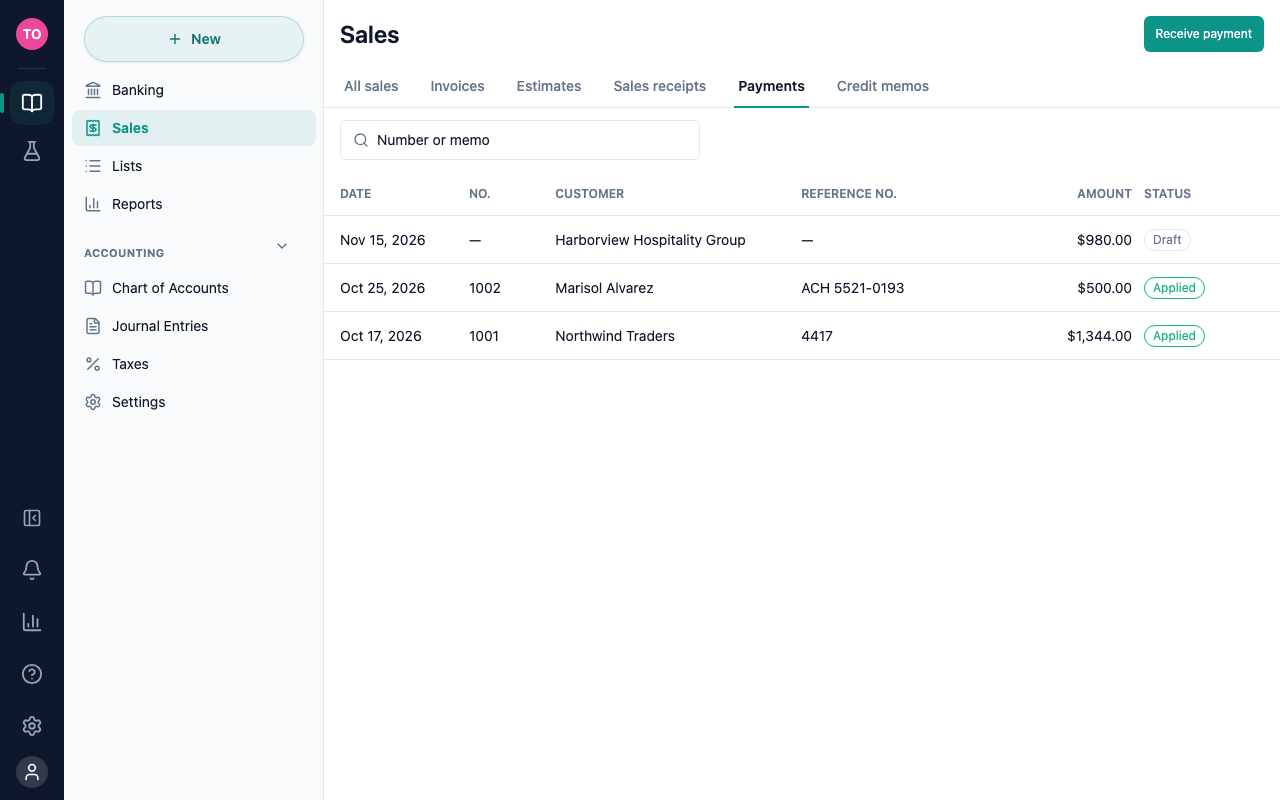 TO
New
Banking
Sales
Lists
Reports
ACCOUNTING
Chart of Accounts
Journal Entries
Taxes
Settings
Sales
Receive payment
All sales Invoices Estimates Sales receipts Payments Credit memos
Number or memo
DATE NO. CUSTOMER REFERENCE NO. AMOUNT STATUS
Nov 15, 2026 — Harborview Hospitality Group — $980.00 Draft
Oct 25, 2026 1002 Marisol Alvarez ACH 5521-0193 $500.00 Applied
Oct 17, 2026 1001 Northwind Traders 4417 $1,344.00 Applied